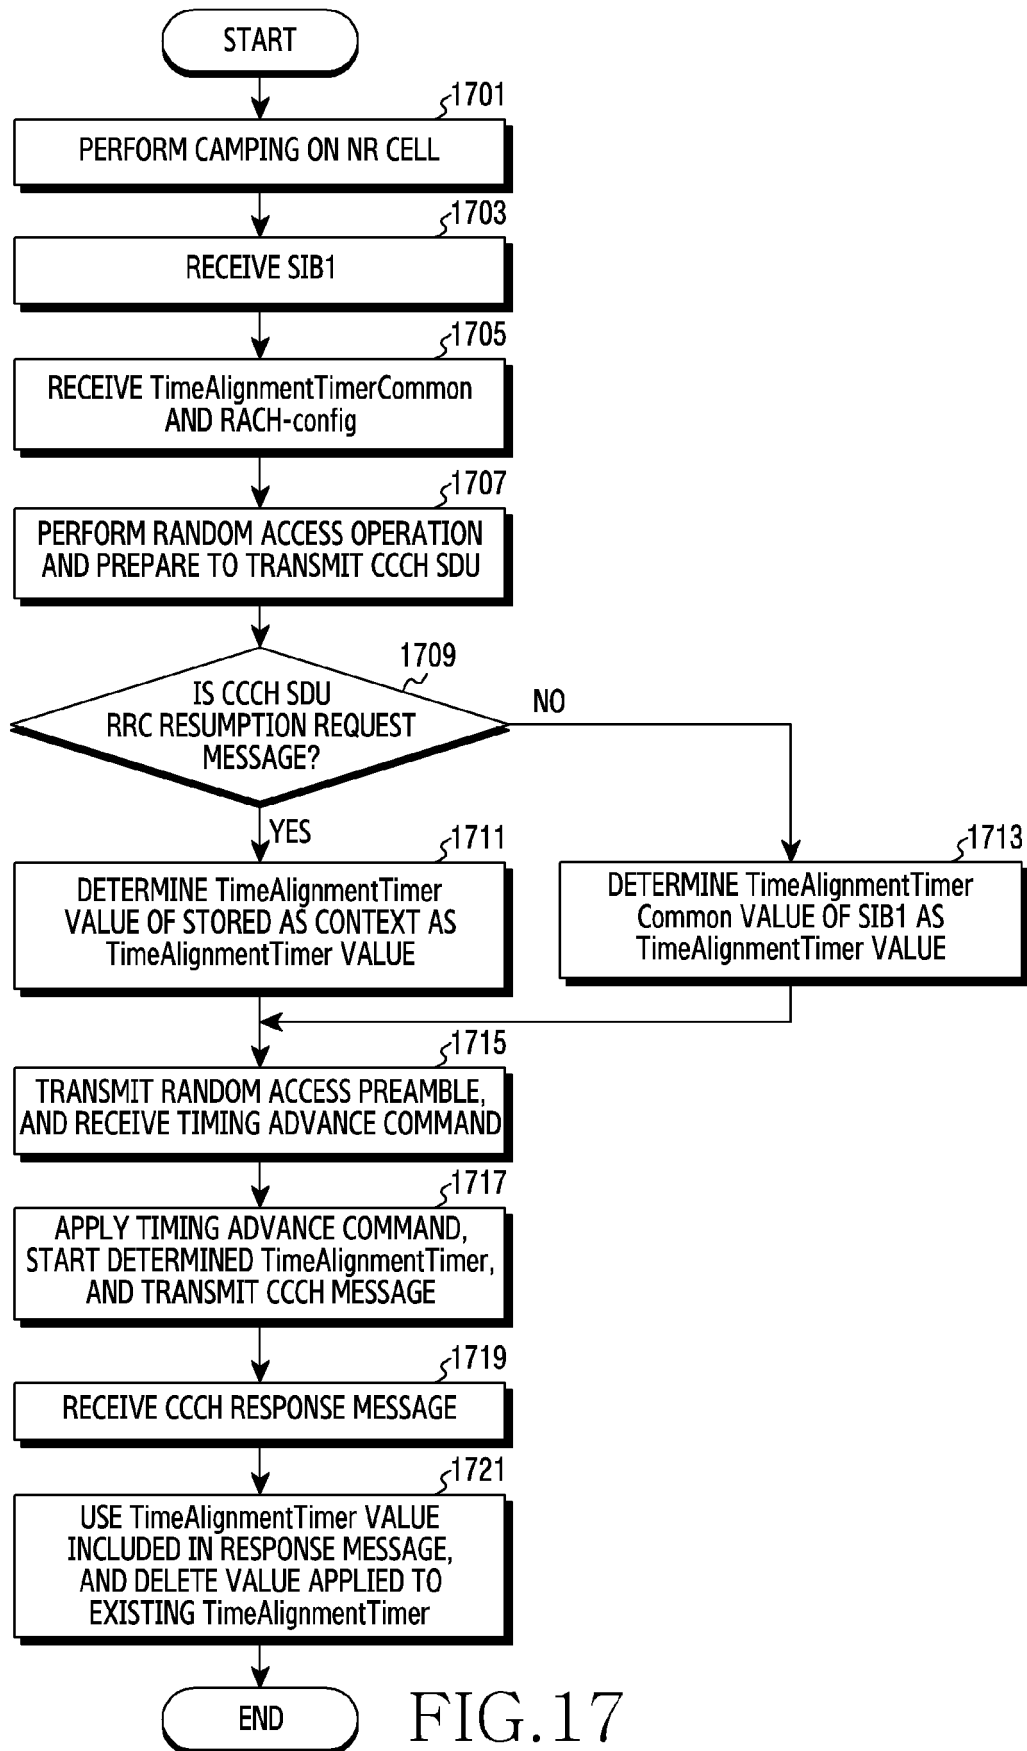 START
1701
PERFORM CAMPING ON NR CELL
1703
RECEIVE SIB1
1705
RECEIVE TimeAlignmentTimerCommon
AND RACH-config
1707
PERFORM RANDOM ACCESS OPERATION
AND PREPARE TO TRANSMIT CCCH SDU
1709
IS CCCH SDU
RRC RESUMPTION REQUEST
MESSAGE?
NO
YES
1711
DETERMINE TimeAlignmentTimer
VALUE OF STORED AS CONTEXT AS
TimeAlignmentTimer VALUE
1713
DETERMINE TimeAlignmentTimer
Common VALUE OF SIB1 AS
TimeAlignmentTimer VALUE
1715
TRANSMIT RANDOM ACCESS PREAMBLE,
AND RECEIVE TIMING ADVANCE COMMAND
1717
APPLY TIMING ADVANCE COMMAND,
START DETERMINED TimeAlignmentTimer,
AND TRANSMIT CCCH MESSAGE
1719
RECEIVE CCCH RESPONSE MESSAGE
1721
USE TimeAlignmentTimer VALUE
INCLUDED IN RESPONSE MESSAGE,
AND DELETE VALUE APPLIED TO
EXISTING TimeAlignmentTimer
END
FIG.17